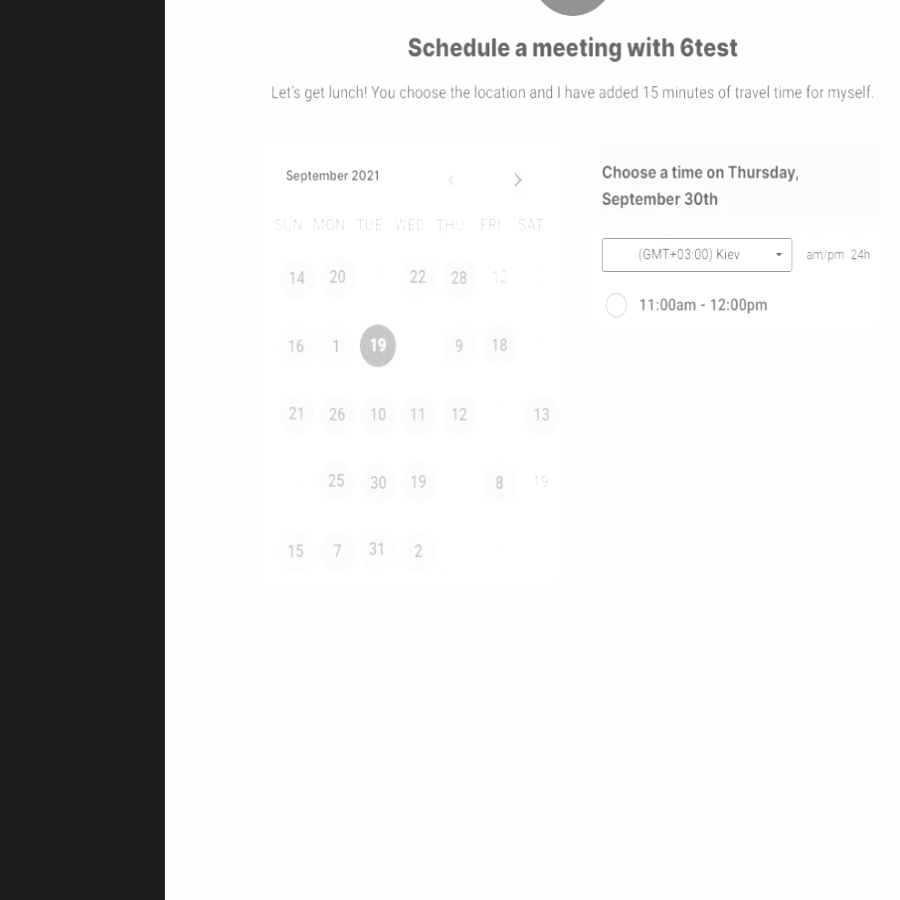 Schedule a meeting with 6test
Let's get lunch! You choose the location and I have added 15 minutes of travel time for myself.
September 2021
SUN MON TUE WED THU FRI SAT
14 20 22 28 12
16 1 19 9 18
21 26 10 11 12 13
25 30 19 8 19
15 7 31 2
Choose a time on Thursday,
September 30th
(GMT+03:00) Kiev
am/pm 24h
11:00am - 12:00pm